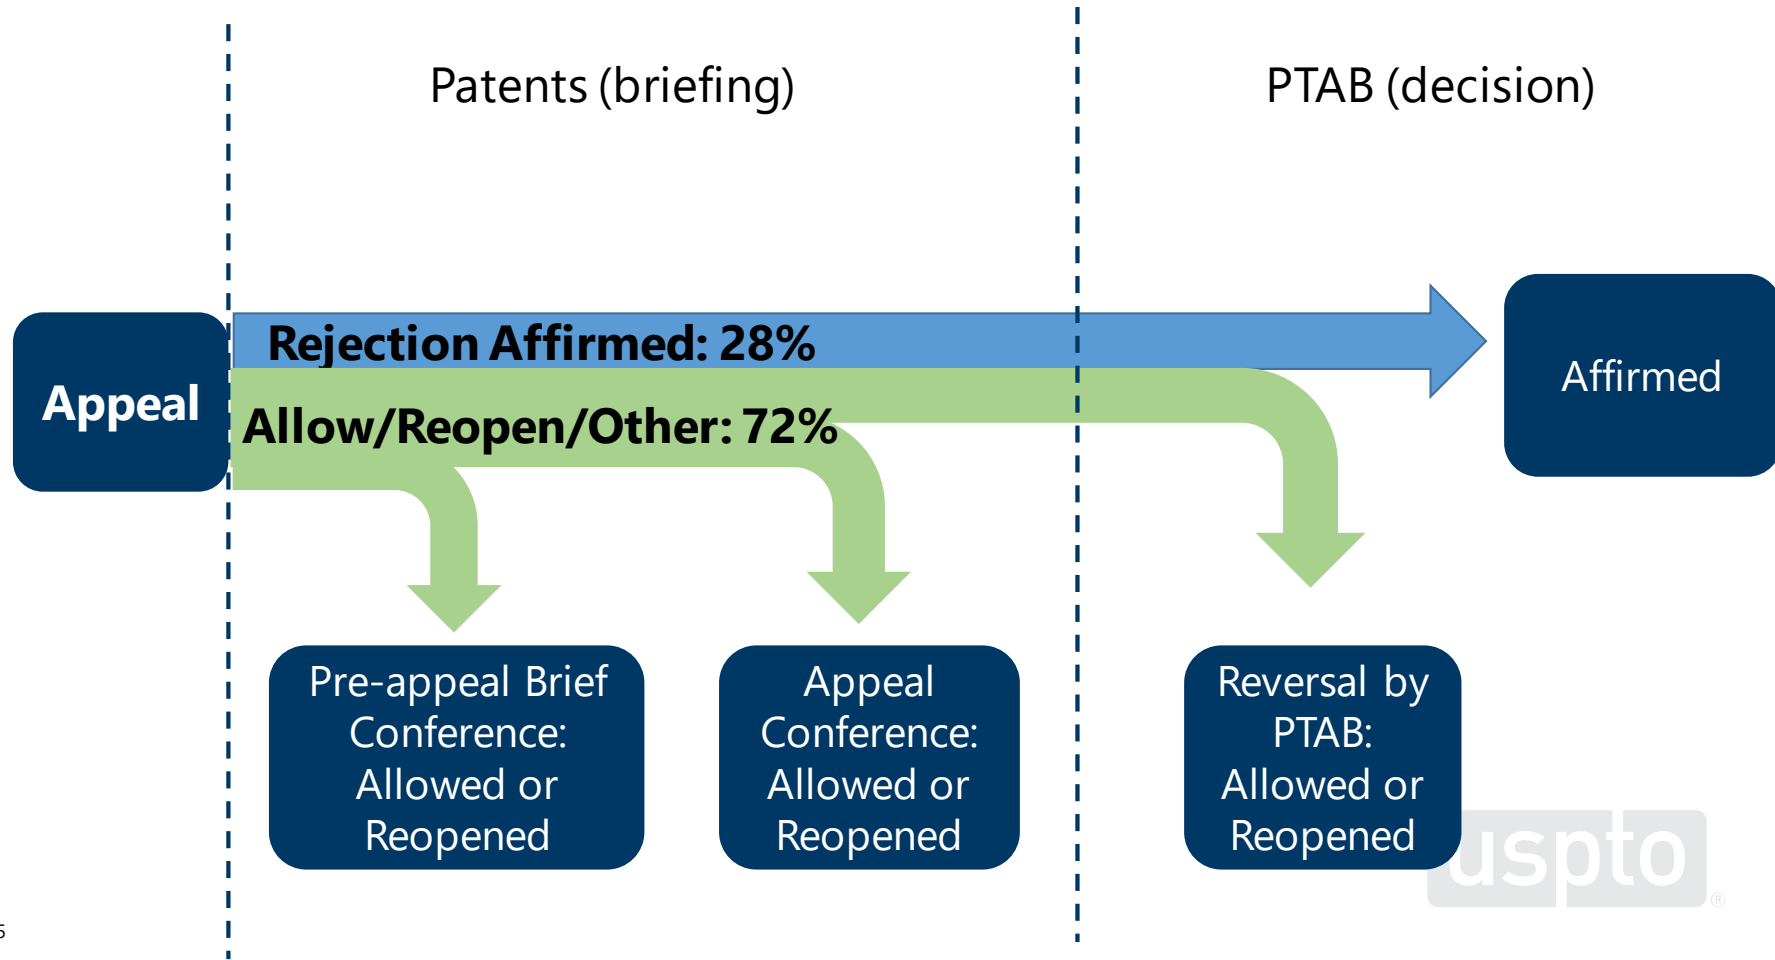 Patents (briefing)
PTAB (decision)
Rejection Affirmed: 28%
Appeal
Allow/Reopen/Other: 72%
Affirmed
Pre-appeal Brief
Conference:
Allowed or
Reopened
Appeal
Conference:
Allowed or
Reopened
Reversal by
PTAB:
Allowed or
Reopened
uspto
®
5